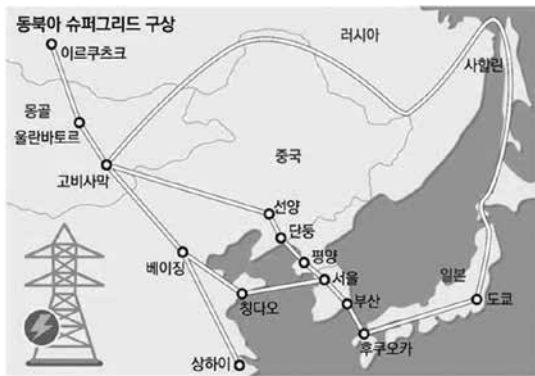 동북아 슈퍼그리드 구상
이르쿠츠크
러시아
사할린
몽골
울란바토르
고비사막
중국
선양
단둥
평양
베이징
서울
일본
칭다오
부산
도쿄
후쿠오카
상하이